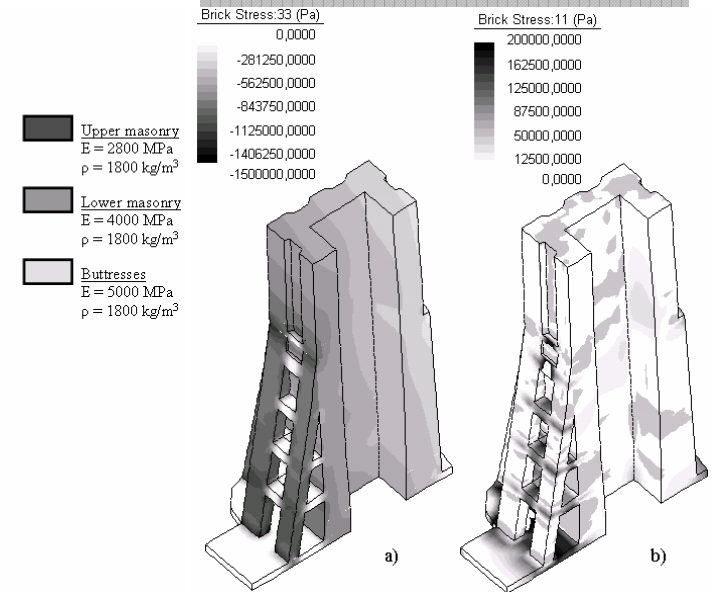 Brick Stress:33 (Pa)
0,0000
-281250,0000
-562500,0000
-843750,0000
-1125000,0000
-1406250,0000
-1500000,0000
Brick Stress:11 (Pa)
200000,0000
162500,0000
125000,0000
87500,0000
50000,0000
12500,0000
0,0000
Upper masonry
E = 2800 MPa
ρ = 1800 kg/m³
Lower masonry
E = 4000 MPa
ρ = 1800 kg/m³
Buttresses
E = 5000 MPa
ρ = 1800 kg/m³
a)
b)